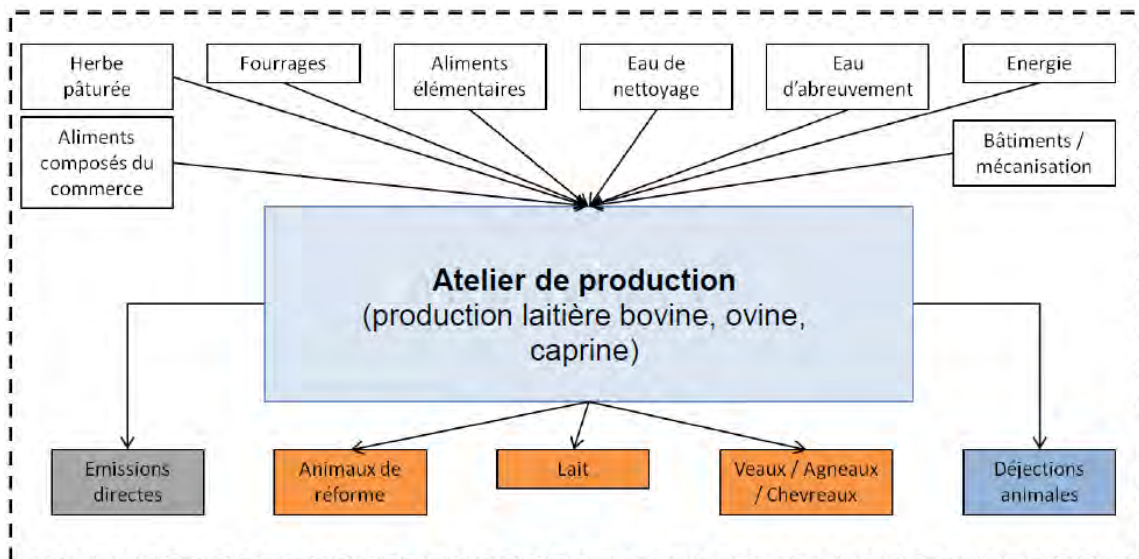 Herbe
pâturée
Fourrages
Aliments
élémentaires
Eau de
nettoyage
Eau
d'abreuvement
Energie
Aliments
composés du
commerce
Bâtiments /
mécanisation
Atelier de production
(production laitière bovine, ovine,
caprine)
Emissions
directes
Animaux de
réforme
Lait
Veaux / Agneaux
/ Chevreaux
Déjections
animales